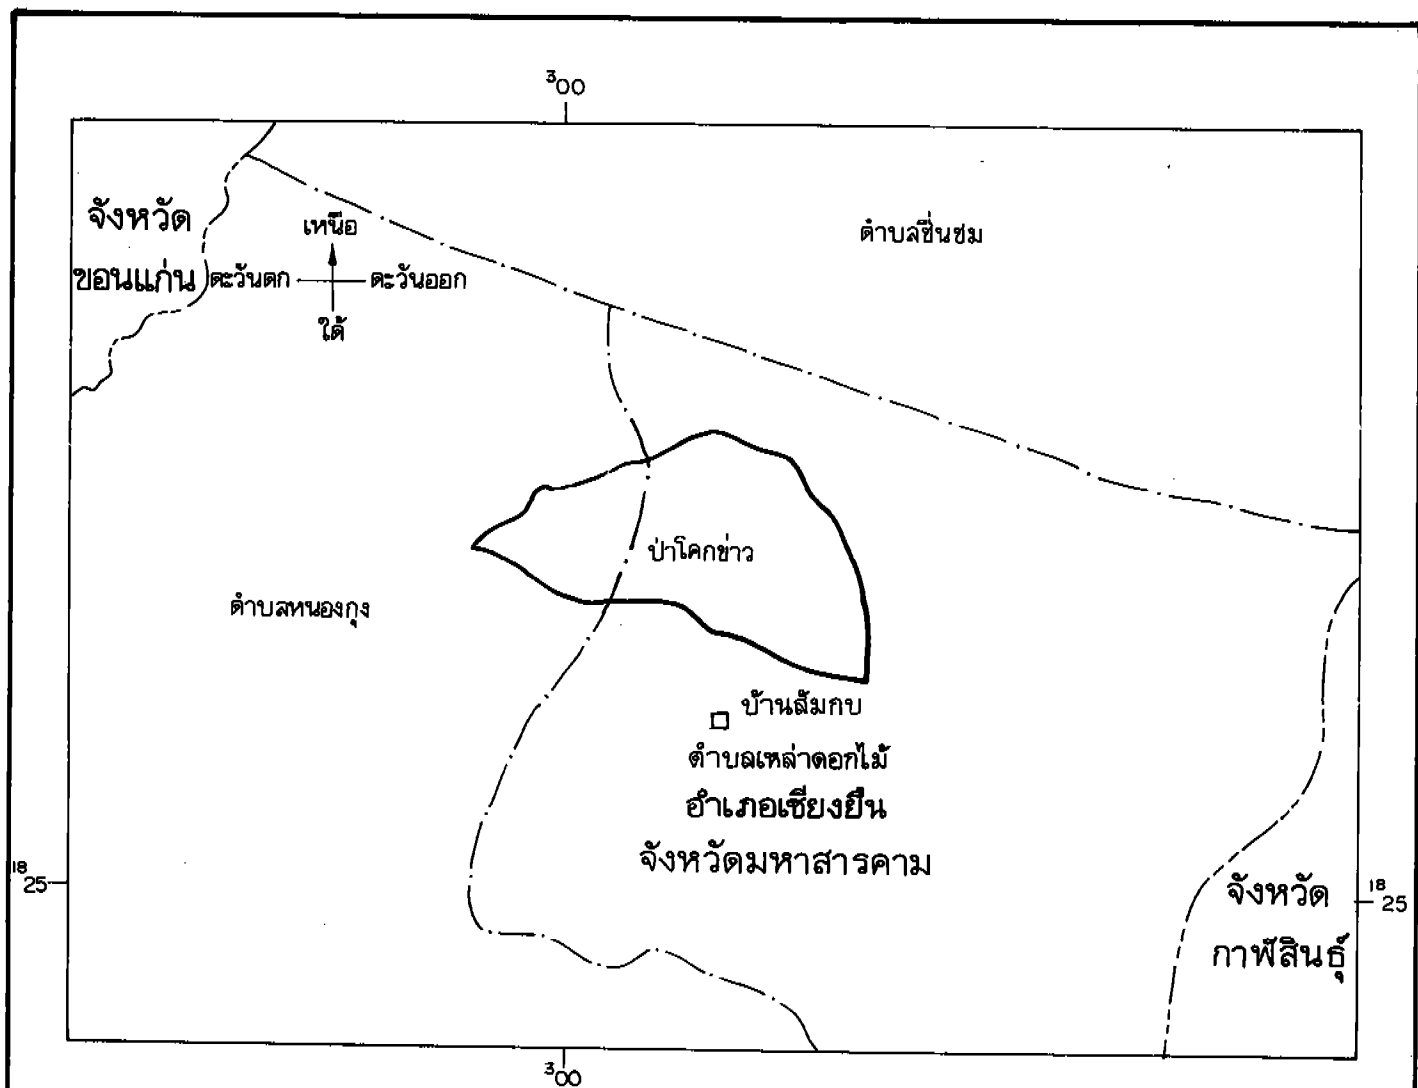 ³00
จังหวัด
ขอนแก่น
เหนือ
ตะวันตก
ตะวันออก
ใต้
ตำบลชื่นชม
ป่าโคกข่าว
ตำบลหนองกุง
บ้านส้มกบ
ตำบลเหล่าดอกไม้
อำเภอเชียงยืน
จังหวัดมหาสารคาม
¹⁸25
¹⁸25
จังหวัด
กาฬสินธุ์
³00